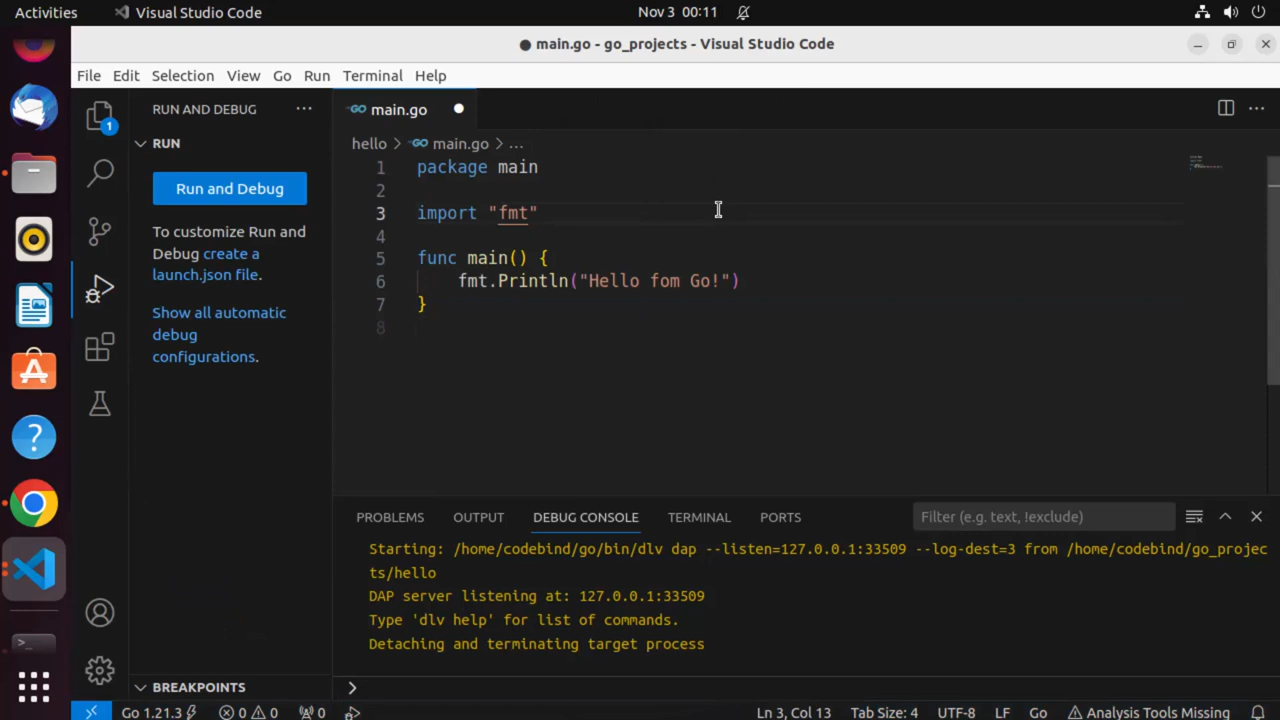 Activities
Visual Studio Code
Nov 3 00:11
main.go - go_projects - Visual Studio Code
File Edit Selection View Go Run Terminal Help
1
RUN AND DEBUG
RUN
Run and Debug
To customize Run and
Debug create a
launch.json file.
Show all automatic
debug
configurations.
BREAKPOINTS
GO main.go
hello > GO main.go > ...
1 package main
2
3 import "fmt"
4
5 func main() {
6 fmt.Println("Hello fom Go!")
7 }
8
PROBLEMS OUTPUT DEBUG CONSOLE TERMINAL PORTS
Filter (e.g. text, !exclude)
Starting: /home/codebind/go/bin/dlv dap --listen=127.0.0.1:33509 --log-dest=3 from /home/codebind/go_projec
ts/hello
DAP server listening at: 127.0.0.1:33509
Type 'dlv help' for list of commands.
Detaching and terminating target process
Go 1.21.3 0 0 0
Ln 3, Col 13 Tab Size: 4 UTF-8 LF Go Analysis Tools Missing